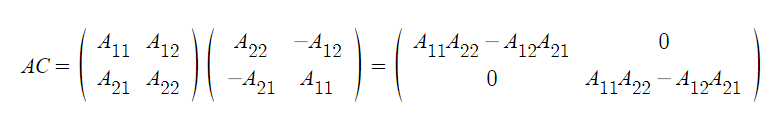 AC = ( A11 A12 ) ( A22 −A12 ) = ( A11A22 − A12A21 0 )
( A21 A22 ) ( −A21 A11 ) ( 0 A11A22 − A12A21 )